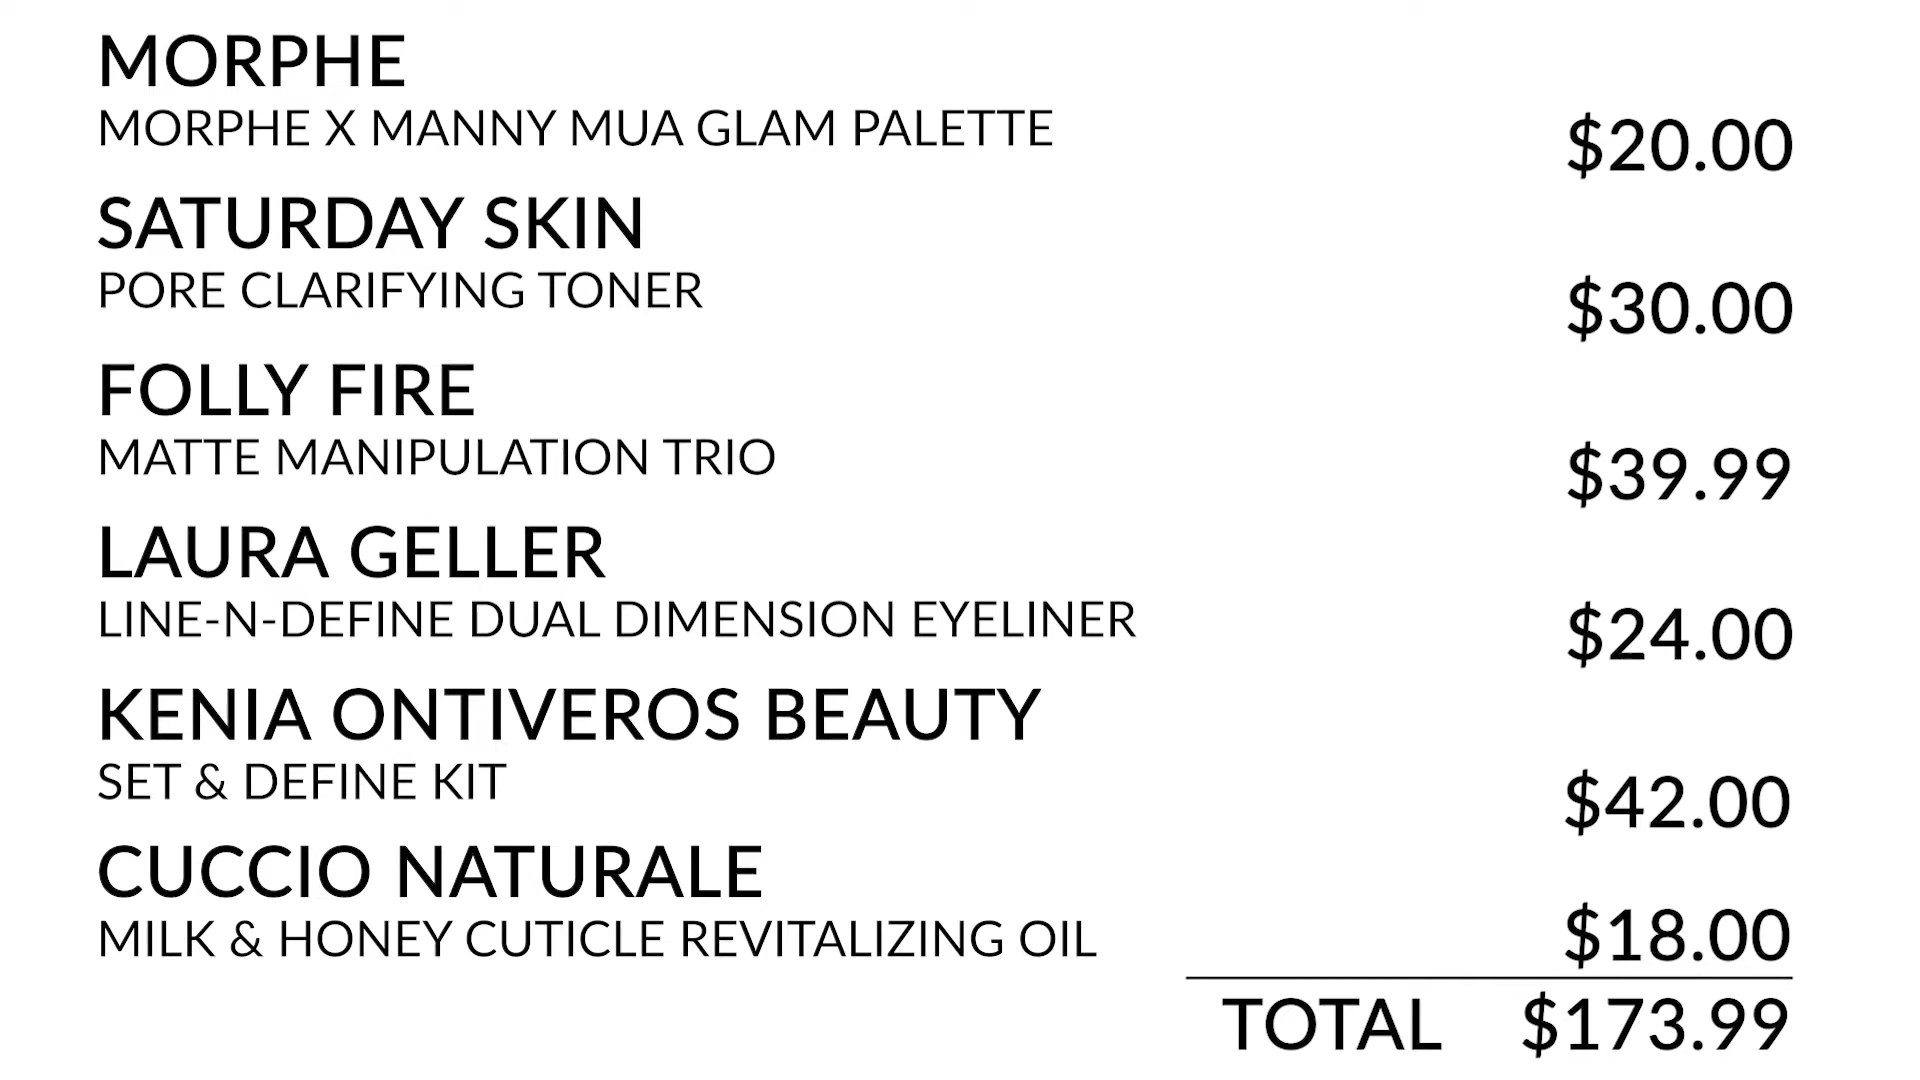 MORPHE
MORPHE X MANNY MUA GLAM PALETTE
$20.00
SATURDAY SKIN
PORE CLARIFYING TONER
$30.00
FOLLY FIRE
MATTE MANIPULATION TRIO
$39.99
LAURA GELLER
LINE-N-DEFINE DUAL DIMENSION EYELINER
$24.00
KENIA ONTIVEROS BEAUTY
SET & DEFINE KIT
$42.00
CUCCIO NATURALE
MILK & HONEY CUTICLE REVITALIZING OIL
$18.00
TOTAL $173.99